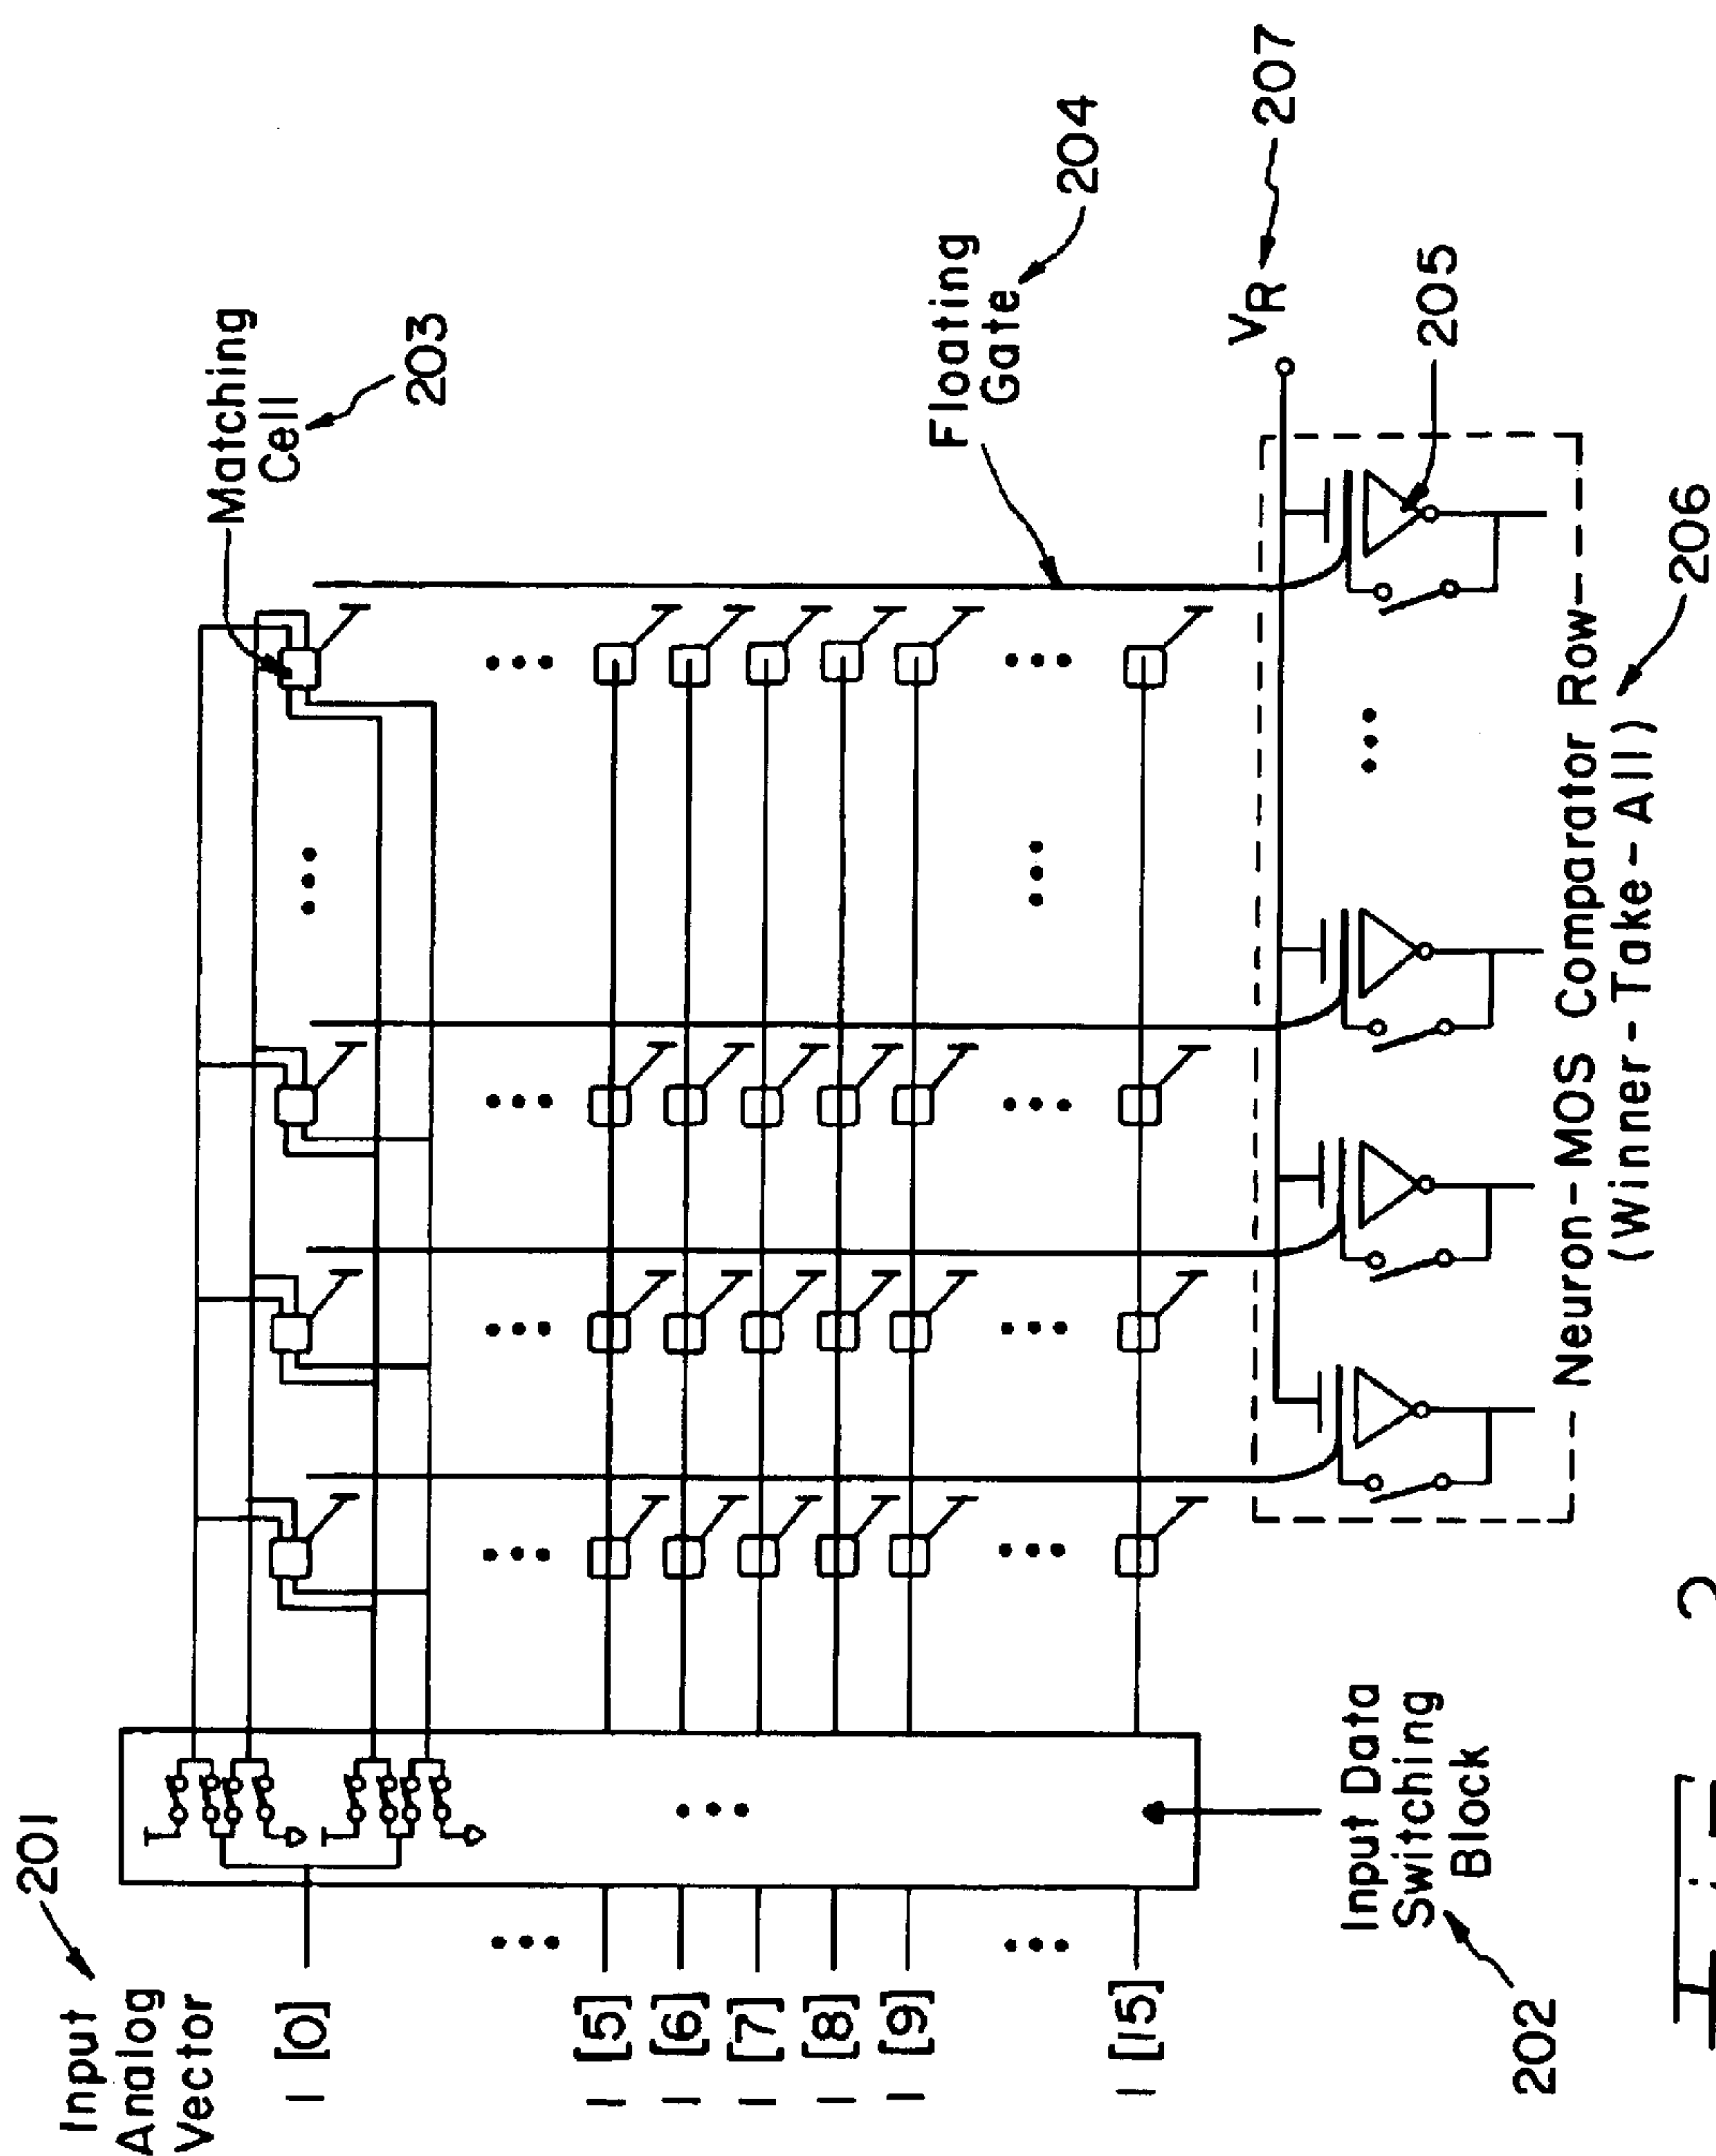 Input
Analog
Vector
201
I [0]
I [5]
I [6]
I [7]
I [8]
I [9]
I [15]
Input Data
Switching
Block
202
Matching
Cell
203
Floating
Gate
204
VR
207
205
Neuron-MOS Comparator Row
(Winner-Take-All)
206